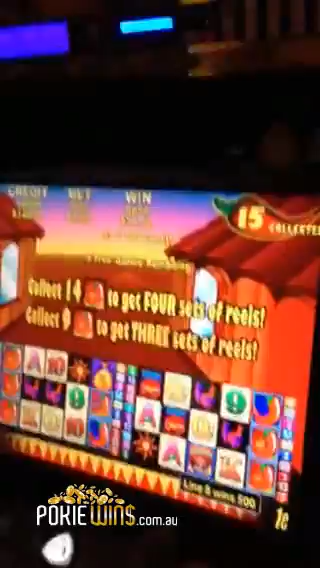 CREDIT BET WIN
15 COLLECTED
Collect 14 to get FOUR sets of reels!
Collect 9 to get THREE sets of reels!
Line 8 wins 500
1c
POKIEWINS.com.au